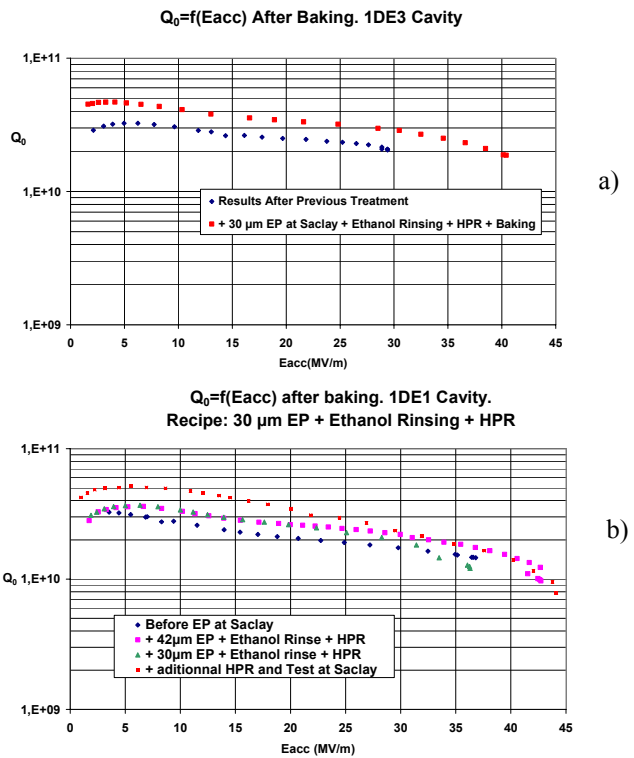 Q0=f(Eacc) After Baking. 1DE3 Cavity
1,E+11
1,E+10
1,E+09
Q0
0 5 10 15 20 25 30 35 40 45
Eacc(MV/m)
Results After Previous Treatment
+ 30 µm EP at Saclay + Ethanol Rinsing + HPR + Baking
a)
Q0=f(Eacc) after baking. 1DE1 Cavity.
Recipe: 30 µm EP + Ethanol Rinsing + HPR
1,E+11
1,E+10
1,E+09
Q0
0 5 10 15 20 25 30 35 40 45
Eacc (MV/m)
Before EP at Saclay
+ 42µm EP + Ethanol Rinse + HPR
+ 30µm EP + Ethanol rinse + HPR
+ aditionnal HPR and Test at Saclay
b)